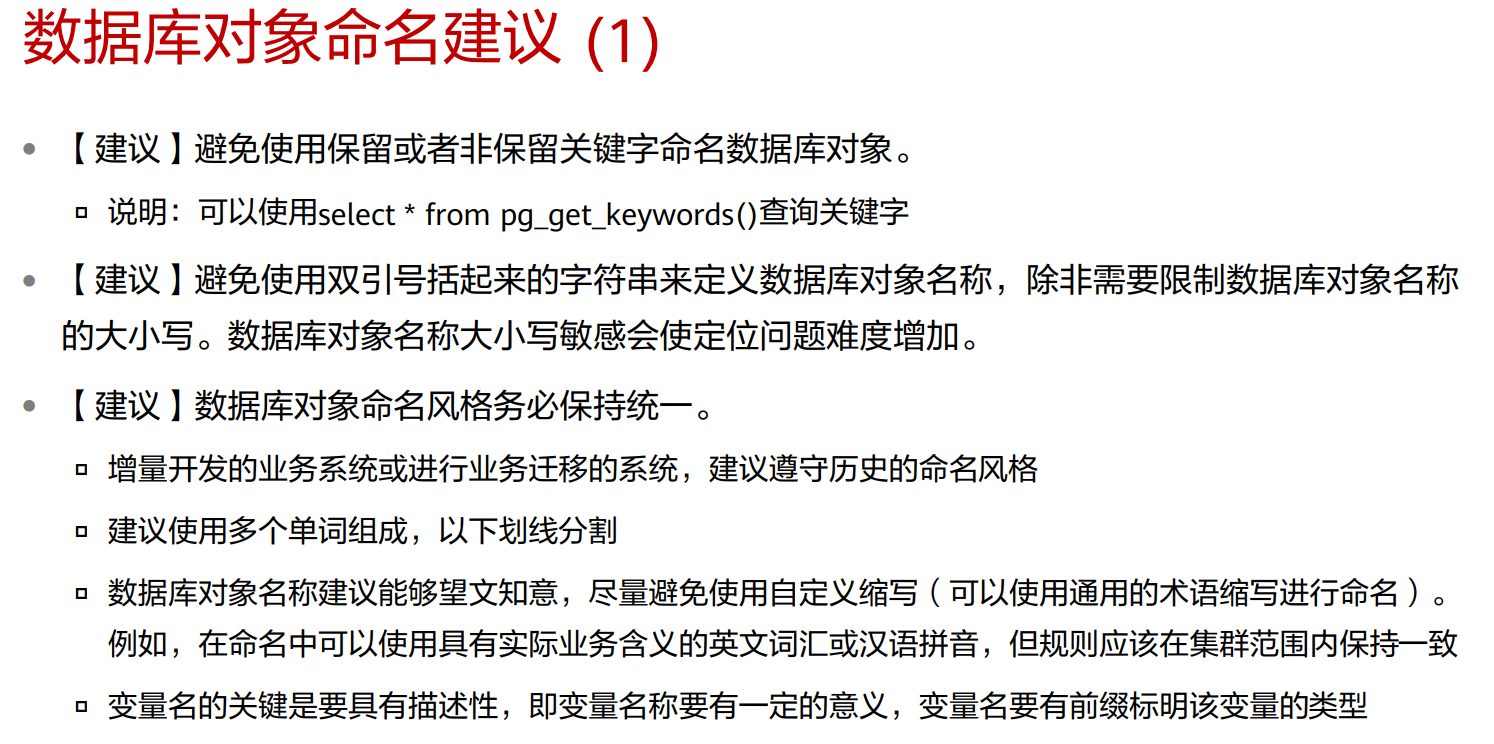 数据库对象命名建议 (1)
【建议】避免使用保留或者非保留关键字命名数据库对象。
说明：可以使用select * from pg_get_keywords()查询关键字
【建议】避免使用双引号括起来的字符串来定义数据库对象名称，除非需要限制数据库对象名称
的大小写。数据库对象名称大小写敏感会使定位问题难度增加。
【建议】数据库对象命名风格务必保持统一。
增量开发的业务系统或进行业务迁移的系统，建议遵守历史的命名风格
建议使用多个单词组成，以下划线分割
数据库对象名称建议能够望文知意，尽量避免使用自定义缩写（可以使用通用的术语缩写进行命名）。
例如，在命名中可以使用具有实际业务含义的英文词汇或汉语拼音，但规则应该在集群范围内保持一致
变量名的关键是要具有描述性，即变量名称要有一定的意义，变量名要有前缀标明该变量的类型